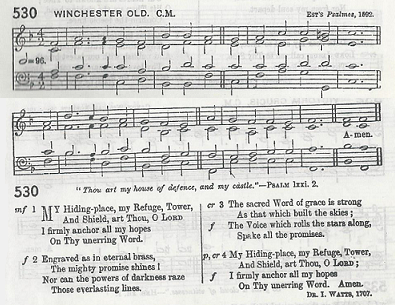 530 WINCHESTER OLD. C.M. EST'S Psalmes, 1592.
=96.
A-men.
530
"Thou art my house of defence, and my castle."—PSALM lxxi. 2.
mf 1 MY Hiding-place, my Refuge, Tower,
And Shield, art Thou, O LORD
I firmly anchor all my hopes
On Thy unerring Word.
f 2 Engraved as in eternal brass,
The mighty promise shines!
Nor can the powers of darkness raze
Those everlasting lines.
cr 3 The sacred Word of grace is strong
As that which built the skies;
f The Voice which rolls the stars along,
Speaks all the promises.
p, cr 4 My Hiding-place, my Refuge, Tower,
And Shield, art Thou, O LORD;
f I firmly anchor all my hopes
On Thy unerring Word. Amen.
DR. I. WATTS, 1707.